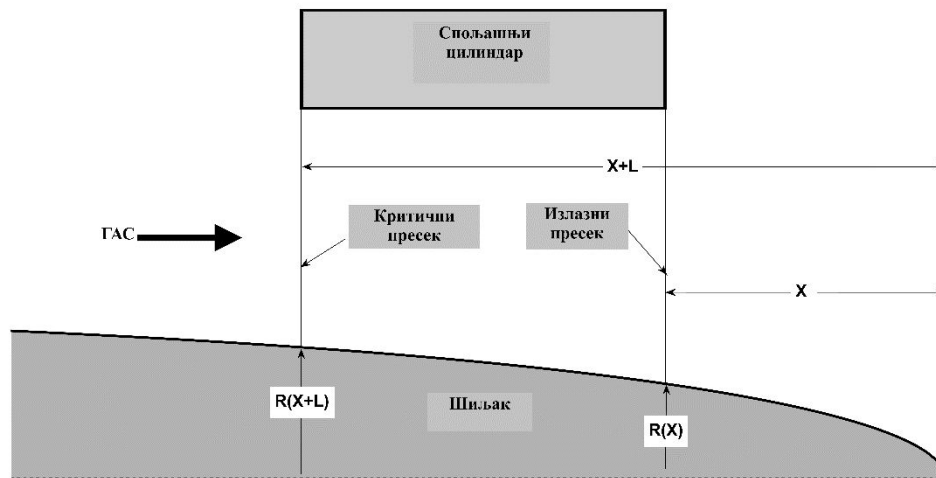 Спољашњи
цилиндар
X+L
Критични
пресек
Излазни
пресек
ГАС
X
R(X+L)
Шиљак
R(X)